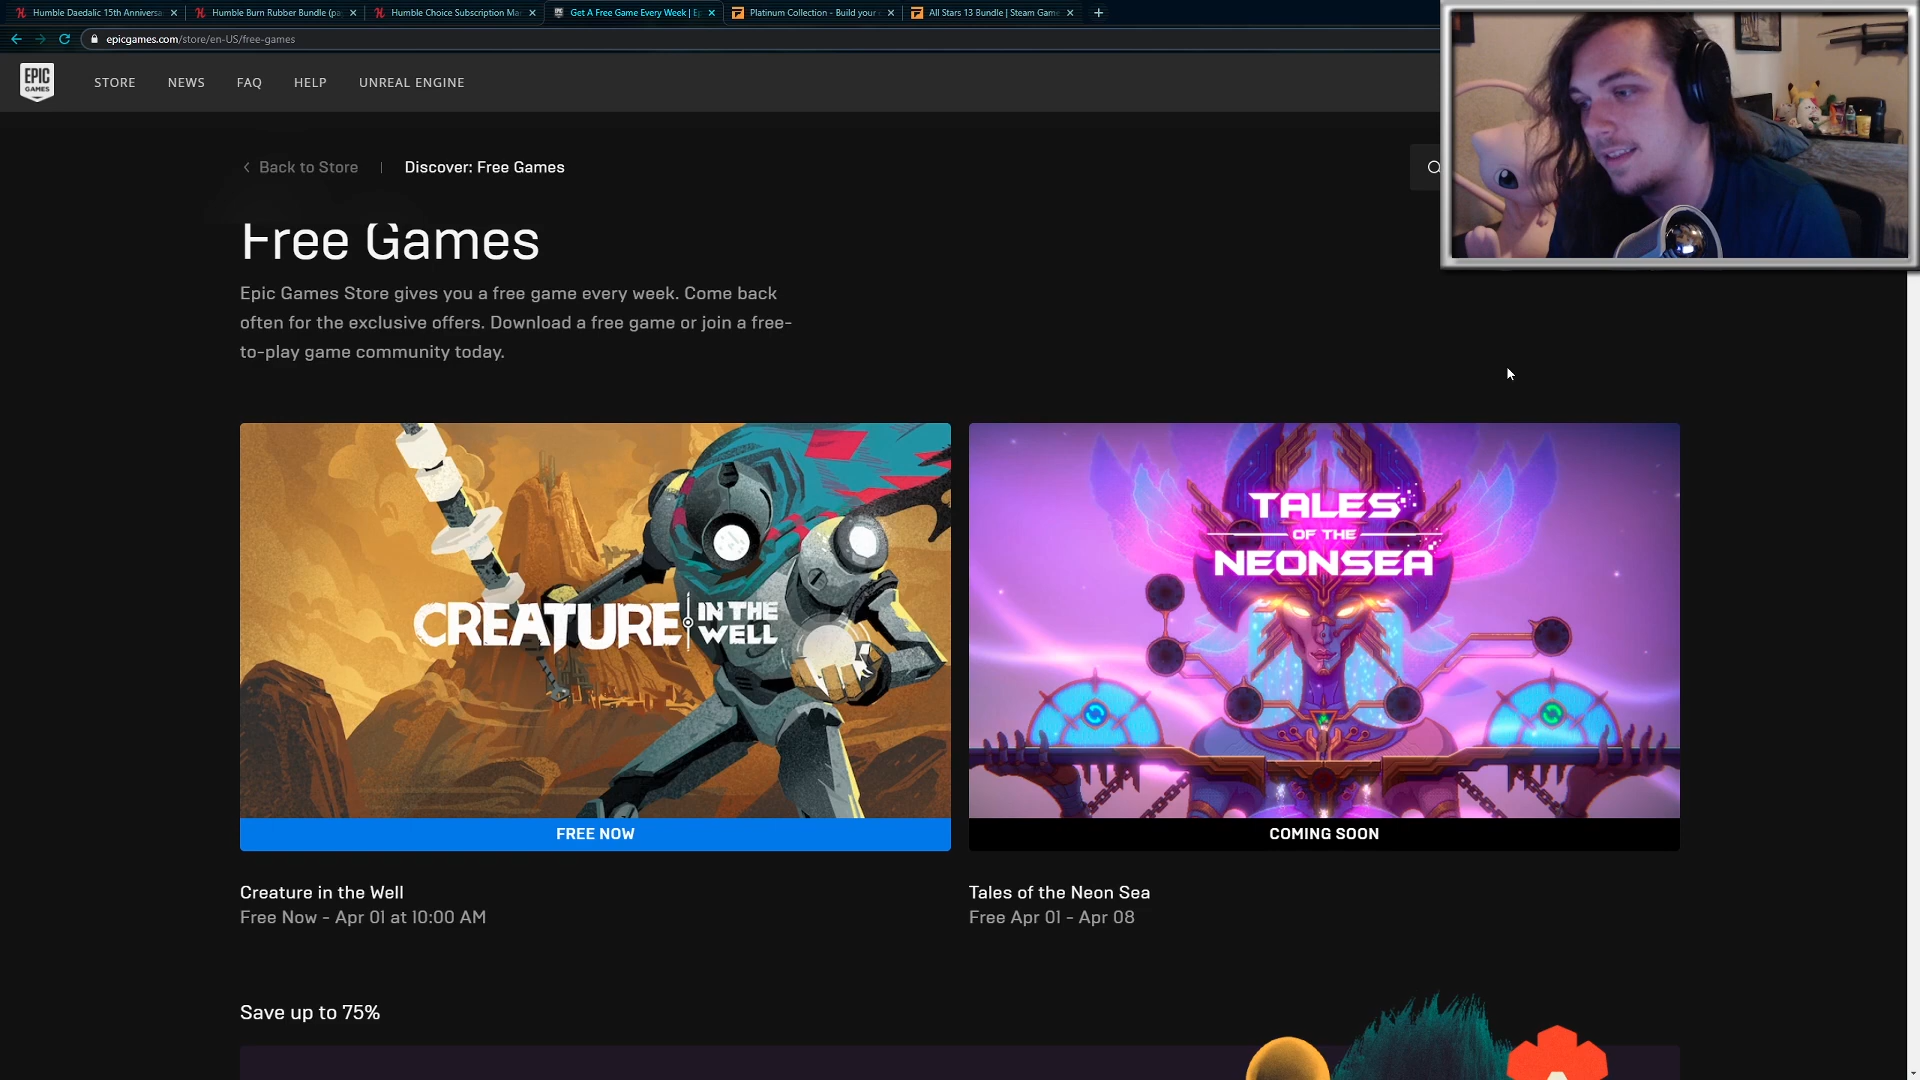 Humble Daedalic 15th Anniversa
Humble Burn Rubber Bundle (pa
Humble Choice Subscription Ma
Get A Free Game Every Week | Ep
Platinum Collection - Build your
All Stars 13 Bundle | Steam Game
epicgames.com/store/en-US/free-games
EPIC
GAMES
STORE
NEWS
FAQ
HELP
UNREAL ENGINE
Back to Store
Discover: Free Games
Free Games
Epic Games Store gives you a free game every week. Come back
often for the exclusive offers. Download a free game or join a free-
to-play game community today.
CREATURE IN THE WELL
TALES
OF THE
NEONSEA
FREE NOW
COMING SOON
Creature in the Well
Free Now - Apr 01 at 10:00 AM
Tales of the Neon Sea
Free Apr 01 - Apr 08
Save up to 75%